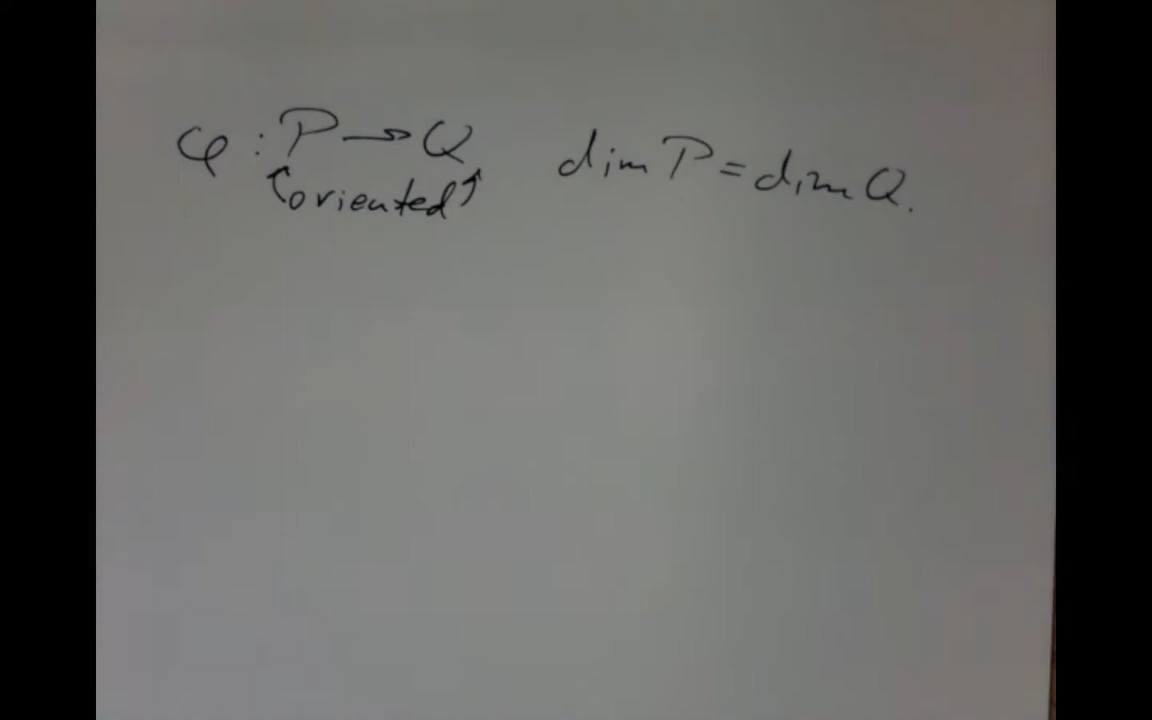 φ : P → Q   dim P = dim Q.
oriented